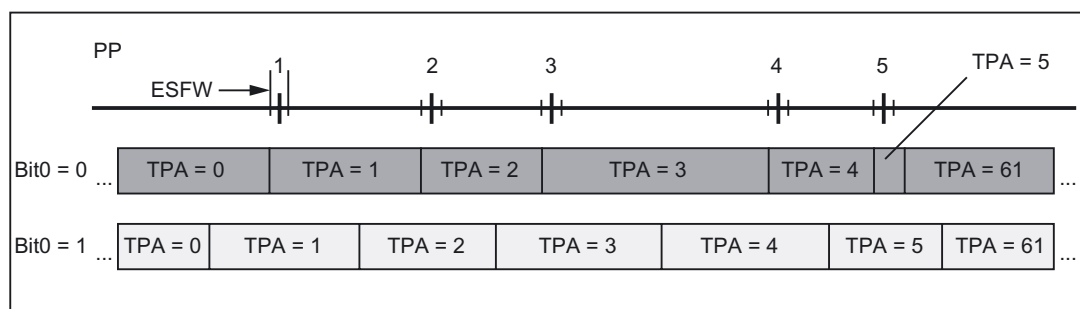 PP
1 2 3 4 5 TPA = 5
ESFW
Bit0 = 0 ... TPA = 0 TPA = 1 TPA = 2 TPA = 3 TPA = 4 TPA = 61 ...
Bit0 = 1 ... TPA = 0 TPA = 1 TPA = 2 TPA = 3 TPA = 4 TPA = 5 TPA = 61 ...